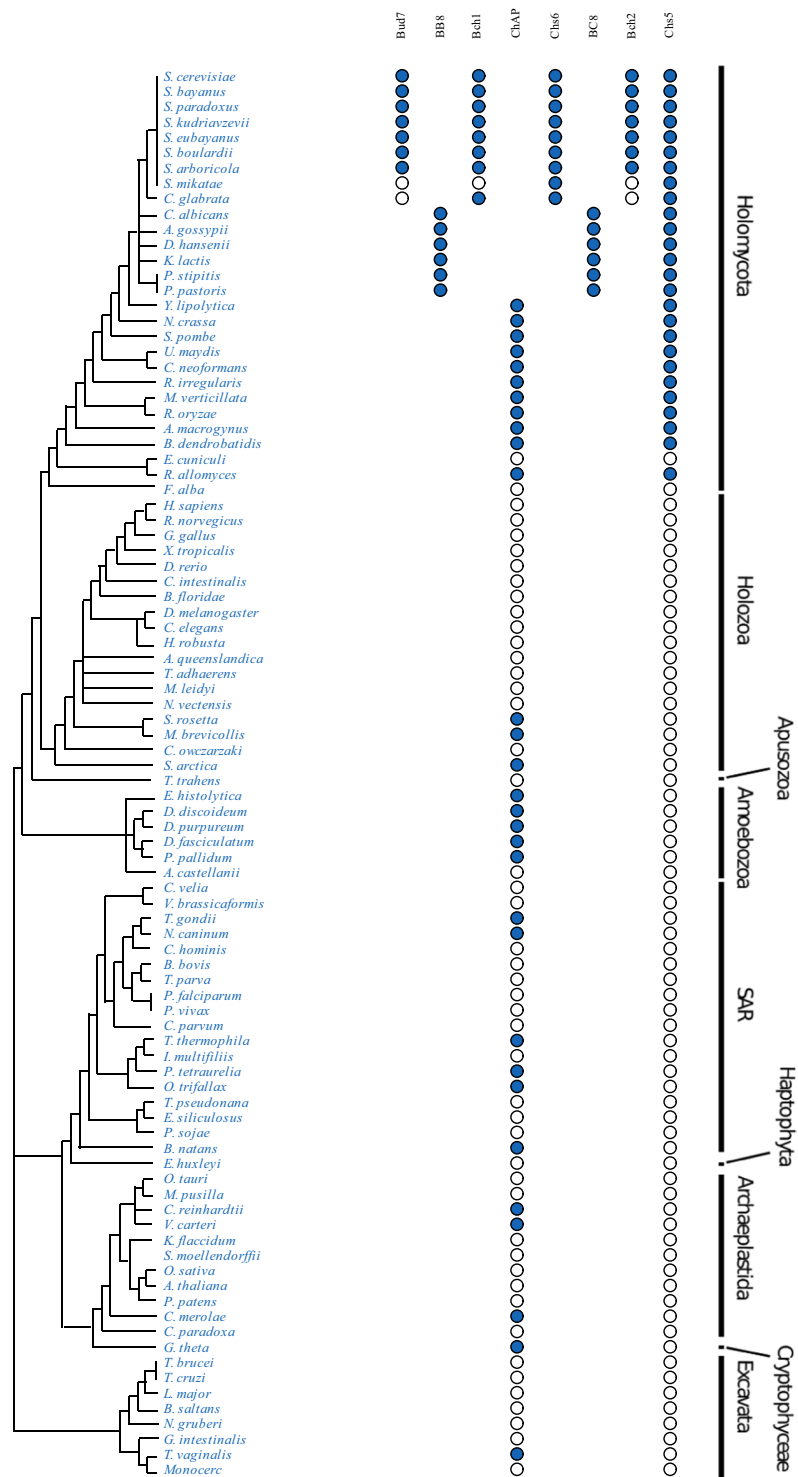 Bud7
BB8
Bch1
ChAP
Chs6
BC8
Bch2
Chs5
S. cerevisiae
S. bayanus
S. paradoxus
S. kudriavzevii
S. eubayanus
S. boulardii
S. arboricola
S. mikatae
C. glabrata
C. albicans
A. gossypii
D. hansenii
K. lactis
P. stipitis
P. pastoris
Y. lipolytica
N. crassa
S. pombe
U. maydis
C. neoformans
R. irregularis
M. verticillata
R. oryzae
A. macrogynus
B. dendrobatidis
E. cuniculi
R. allomyces
F. alba
H. sapiens
R. norvegicus
G. gallus
X. tropicalis
D. rerio
C. intestinalis
B. floridae
D. melanogaster
C. elegans
H. robusta
A. queenslandica
T. adhaerens
M. leidyi
N. vectensis
S. rosetta
M. brevicollis
C. owczarzaki
S. arctica
T. trahens
E. histolytica
D. discoideum
D. purpureum
D. fasciculatum
P. pallidum
A. castellanii
C. velia
V. brassicaformis
T. gondii
N. caninum
C. hominis
B. bovis
T. parva
P. falciparum
P. vivax
C. parvum
T. thermophila
I. multifiliis
P. tetraurelia
O. trifallax
T. pseudonana
E. siliculosus
P. sojae
B. natans
E. huxleyi
O. tauri
M. pusilla
C. reinhardtii
V. carteri
K. flaccidum
S. moellendorffii
O. sativa
A. thaliana
P. patens
C. merolae
C. paradoxa
G. theta
T. brucei
T. cruzi
L. major
B. saltans
N. gruberi
G. intestinalis
T. vaginalis
Monocerc
Holomycota
Holozoa
Apusozoa
Amoebozoa
SAR
Haptophyta
Archaeplastida
Cryptophyceae
Excavata